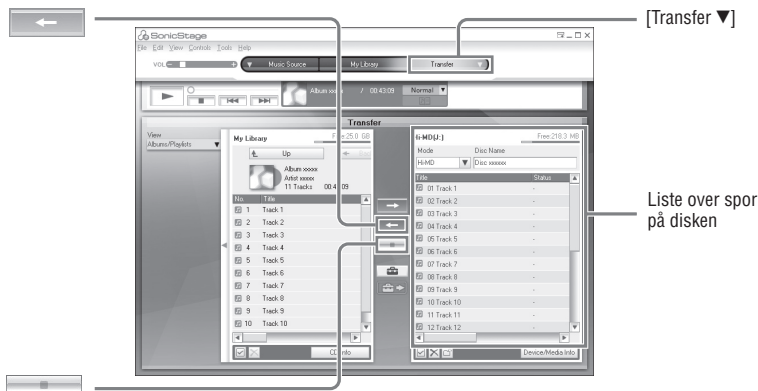 [Transfer ▼]
SonicStage
File Edit View Controls Tools Help
VOL
Music Source
My Library
Transfer
Album xxxxx / 00:43:09
Normal
Transfer
View
Albums/Playlists
My Library
Free:25.0 GB
Up
Album xxxxx
Artist xxxxx
11 Tracks 00:43:09
No. Title
1 Track 1
2 Track 2
3 Track 3
4 Track 4
5 Track 5
6 Track 6
7 Track 7
8 Track 8
9 Track 9
10 Track 10
CD Info
Hi-MD(J:)
Free:218.3 MB
Mode
Disc Name
Hi-MD
Disc xxxxxx
Title Status
01 Track 1 -
02 Track 2 -
03 Track 3 -
04 Track 4 -
05 Track 5 -
06 Track 6 -
07 Track 7 -
08 Track 8 -
09 Track 9 -
10 Track 10 -
11 Track 11 -
12 Track 12 -
Device/Media Info
Liste over spor
på disken